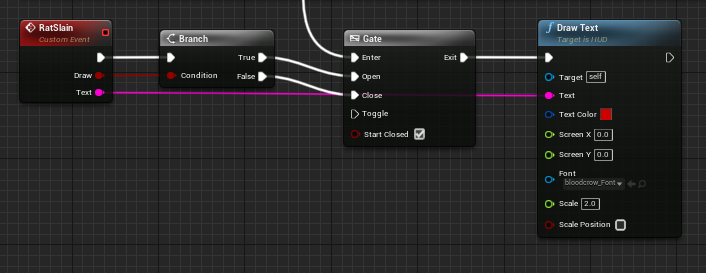 RatSlain
Custom Event
Draw
Text
Branch
Condition
True
False
Gate
Enter
Exit
Open
Close
Toggle
Start Closed
f Draw Text
Target is HUD
Target self
Text
Text Color
Screen X 0.0
Screen Y 0.0
Font
bloodcrow_Font
Scale 2.0
Scale Position